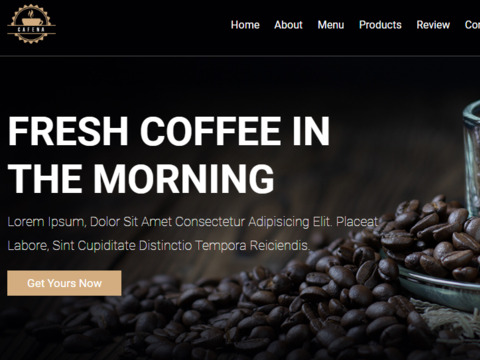 CAFENA
Home About Menu Products Review
FRESH COFFEE IN
THE MORNING
Lorem Ipsum, Dolor Sit Amet Consectetur Adipisicing Elit. Placeat
Labore, Sint Cupiditate Distinctio Tempora Reiciendis.
Get Yours Now